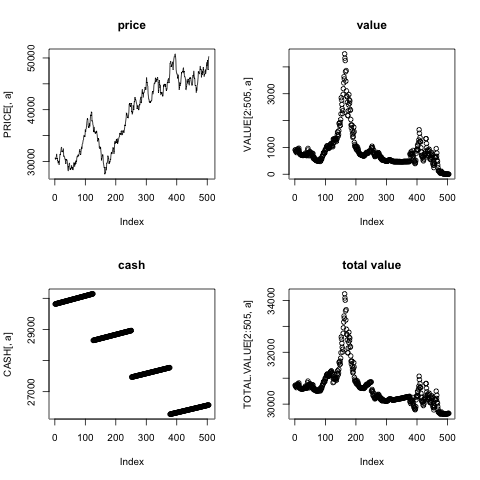 price
PRICE[, a]
50000
40000
30000
0 100 200 300 400 500
Index
value
VALUE[2:505, a]
3000
1000
0
0 100 200 300 400 500
Index
cash
CASH[, a]
29000
27000
0 100 200 300 400 500
Index
total value
TOTAL.VALUE[2:505, a]
34000
32000
30000
0 100 200 300 400 500
Index